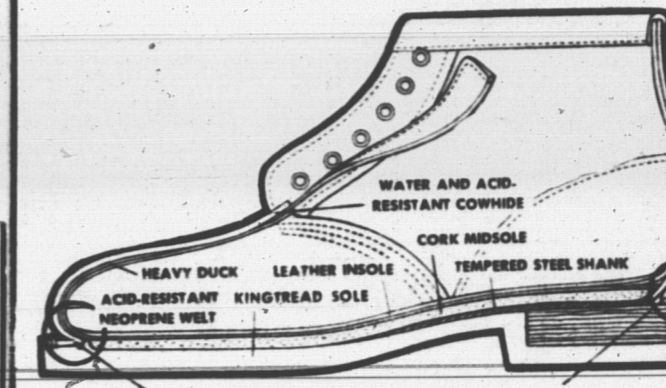 WATER AND ACID-
RESISTANT COWHIDE
CORK MIDSOLE
HEAVY DUCK
LEATHER INSOLE
TEMPERED STEEL SHANK
ACID-RESISTANT
NEOPRENE WELT
KINGTREAD SOLE